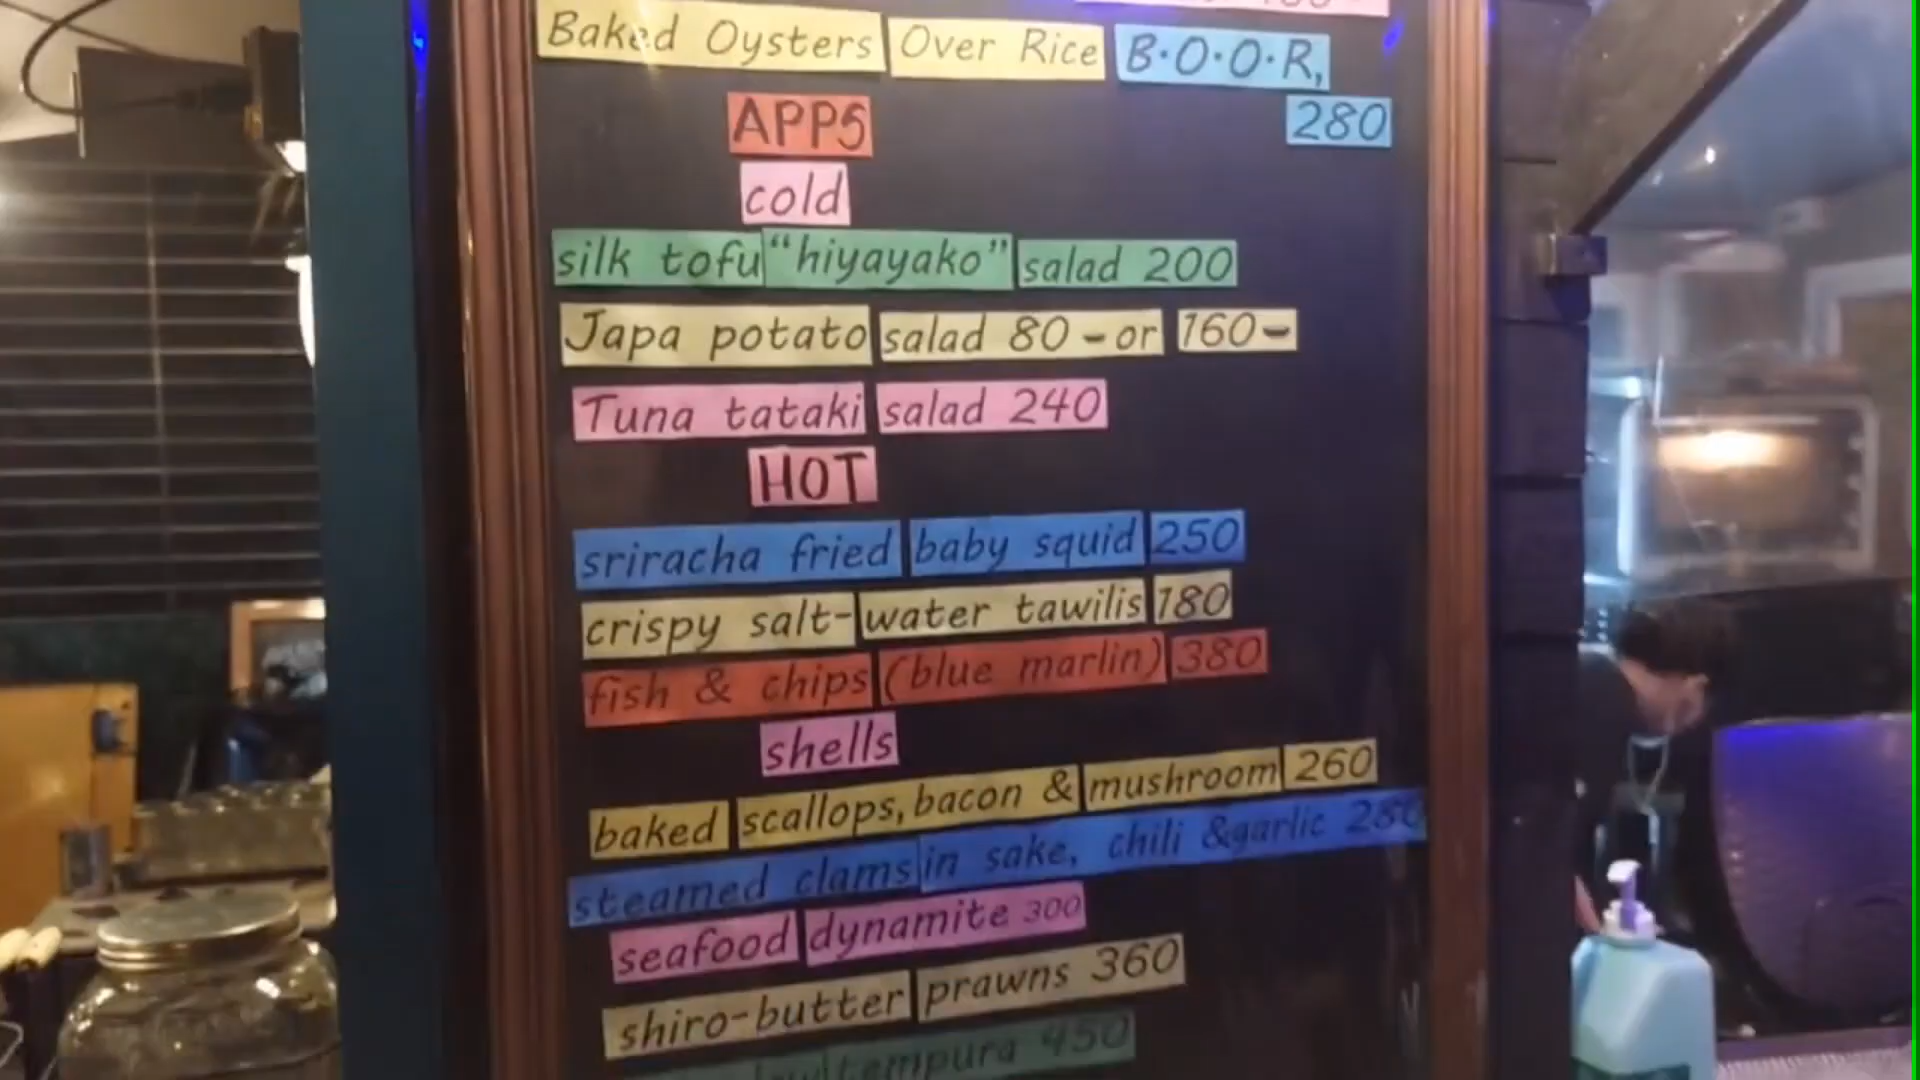 Baked Oysters Over Rice B·O·O·R,
280
APPS
cold
silk tofu "hiyayako" salad 200
Japa potato salad 80 - or 160-
Tuna tataki salad 240
HOT
sriracha fried baby squid 250
crispy salt-water tawilis 180
fish & chips (blue marlin) 380
shells
baked scallops, bacon & mushroom 260
steamed clams in sake, chili &garlic 280
seafood dynamite 300
shiro-butter prawns 360
tempura 450